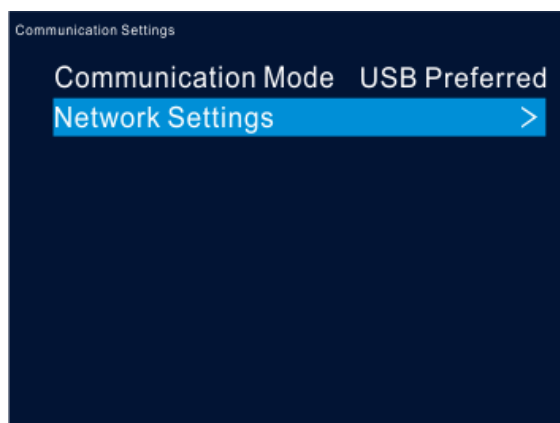 Communication Settings
Communication Mode USB Preferred
Network Settings >